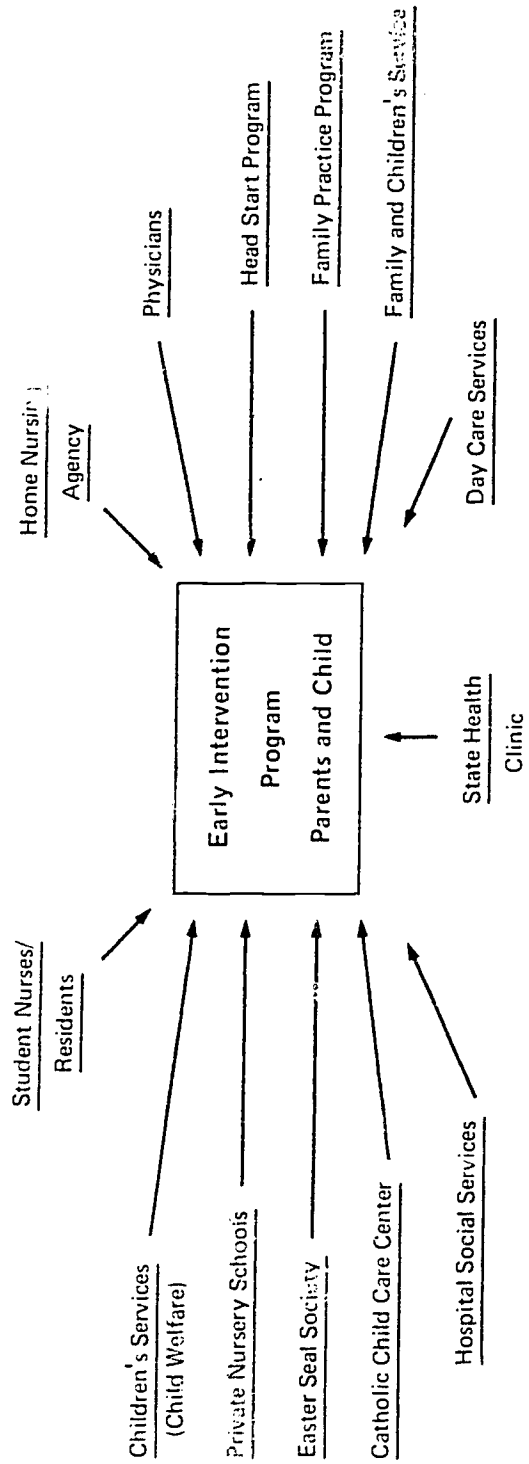 Student Nurses/
Residents
Home Nursing
Agency
Children's Services
(Child Welfare)
Private Nursery Schools
Easter Seal Society
Catholic Child Care Center
Hospital Social Services
Early Intervention
Program
Parents and Child
State Health
Clinic
Physicians
Head Start Program
Family Practice Program
Family and Children's Service
Day Care Services